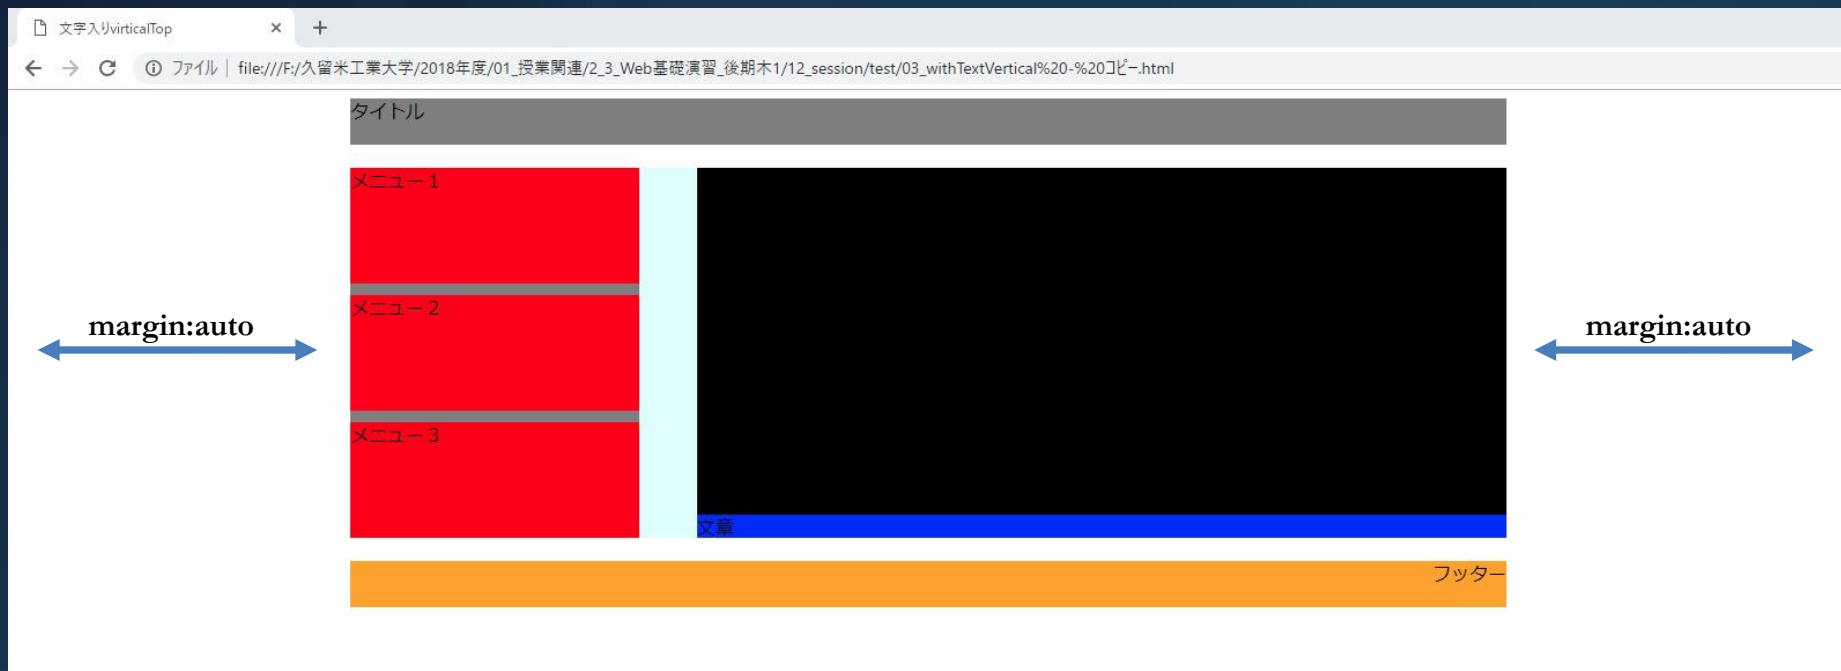 文字入りvirticalTop
ファイル | file:///F:/久留米工業大学/2018年度/01_授業関連/2_3_Web基礎演習_後期木1/12_session/test/03_withTextVertical%20-%20コピー.html
タイトル
メニュー1
メニュー2
メニュー3
margin:auto
margin:auto
文章
フッター